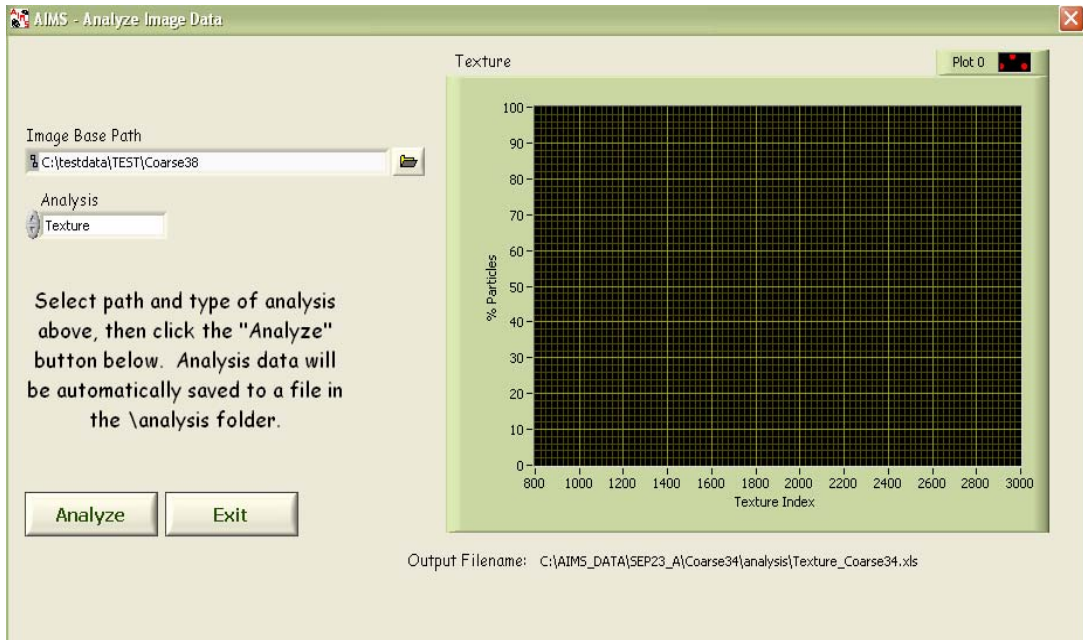 AIMS - Analyze Image Data
Image Base Path
C:\testdata\TEST\Coarse38
Analysis
Texture
Select path and type of analysis
above, then click the "Analyze"
button below. Analysis data will
be automatically saved to a file in
the \analysis folder.
Analyze
Exit
Texture
Plot 0
% Particles
100
90
80
70
60
50
40
30
20
10
0
800 1000 1200 1400 1600 1800 2000 2200 2400 2600 2800 3000
Texture Index
Output Filename: C:\AIMS_DATA\SEP23_A\Coarse34\analysis\Texture_Coarse34.xls